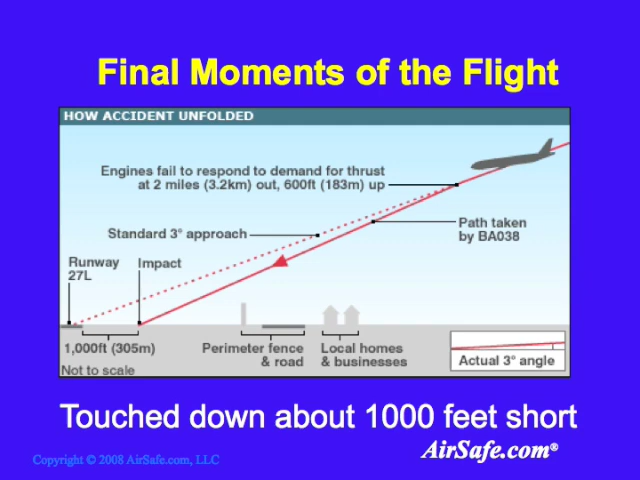 Final Moments of the Flight
HOW ACCIDENT UNFOLDED
Engines fail to respond to demand for thrust
at 2 miles (3.2km) out, 600ft (183m) up
Standard 3° approach
Path taken
by BA038
Runway
27L
Impact
1,000ft (305m)
Perimeter fence
& road
Local homes
& businesses
Actual 3° angle
Not to scale
Touched down about 1000 feet short
AirSafe.com®
Copyright © 2008 AirSafe.com, LLC